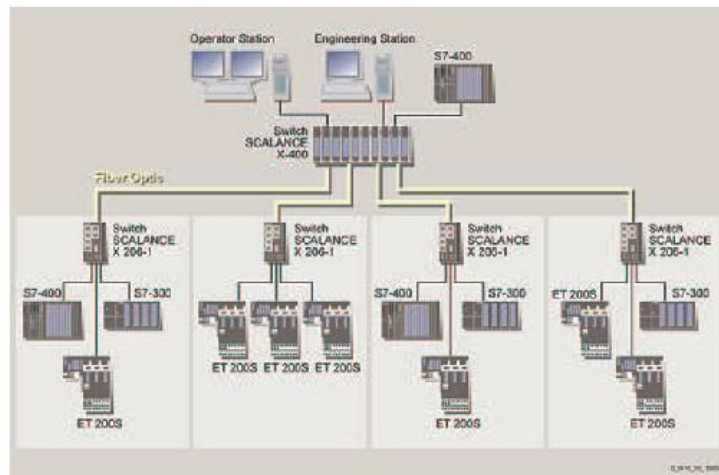 Operator Station
Engineering Station
S7-400
Switch
SCALANCE
X-400
Fiber Optic
Switch
SCALANCE
X 206-1
S7-400
S7-300
ET 200S
Switch
SCALANCE
X 206-1
ET 200S
ET 200S
ET 200S
Switch
SCALANCE
X 206-1
S7-400
S7-300
ET 200S
Switch
SCALANCE
X 206-1
ET 200S
S7-300
ET 200S